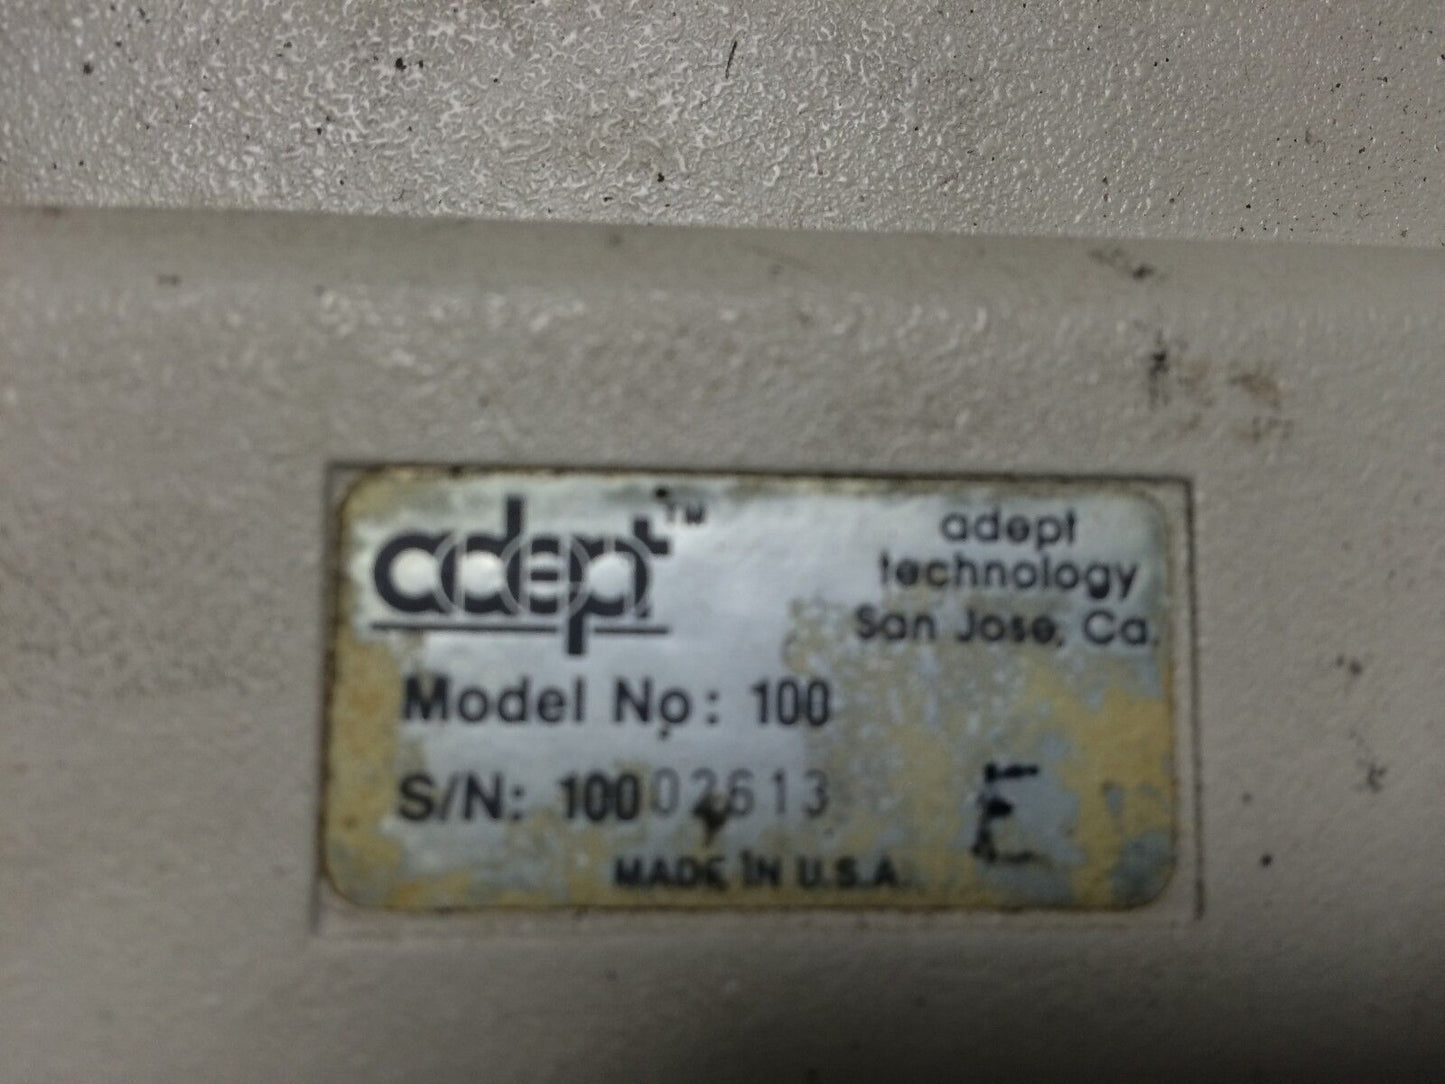 adept™
adept
technology
San Jose, Ca.
Model No: 100
S/N: 10002613
E
MADE IN U.S.A.